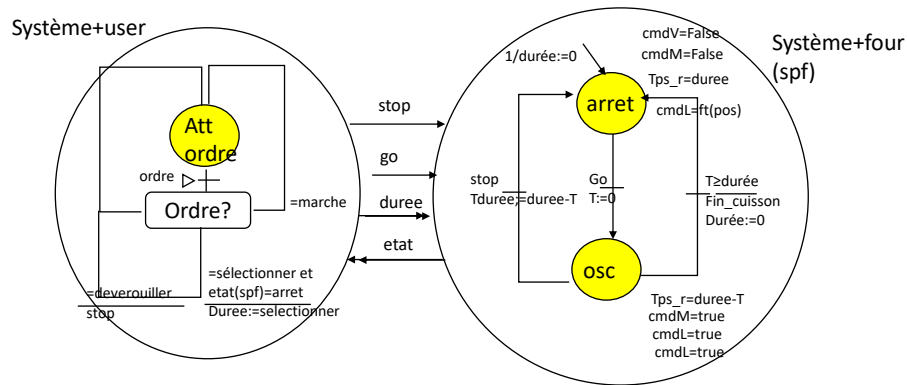 Système+user
Système+four
(spf)
Att
ordre
ordre
Ordre?
=marche
=deverouiller
stop
=sélectionner et
etat(spf)=arret
Duree:=selectionner
stop
go
duree
etat
1/durée:=0
cmdV=False
cmdM=False
Tps_r=duree
cmdL=ft(pos)
arret
stop
Tduree;=duree-T
Go
T:=0
T≥durée
Fin_cuisson
Durée:=0
osc
Tps_r=duree-T
cmdM=true
cmdL=true
cmdL=true